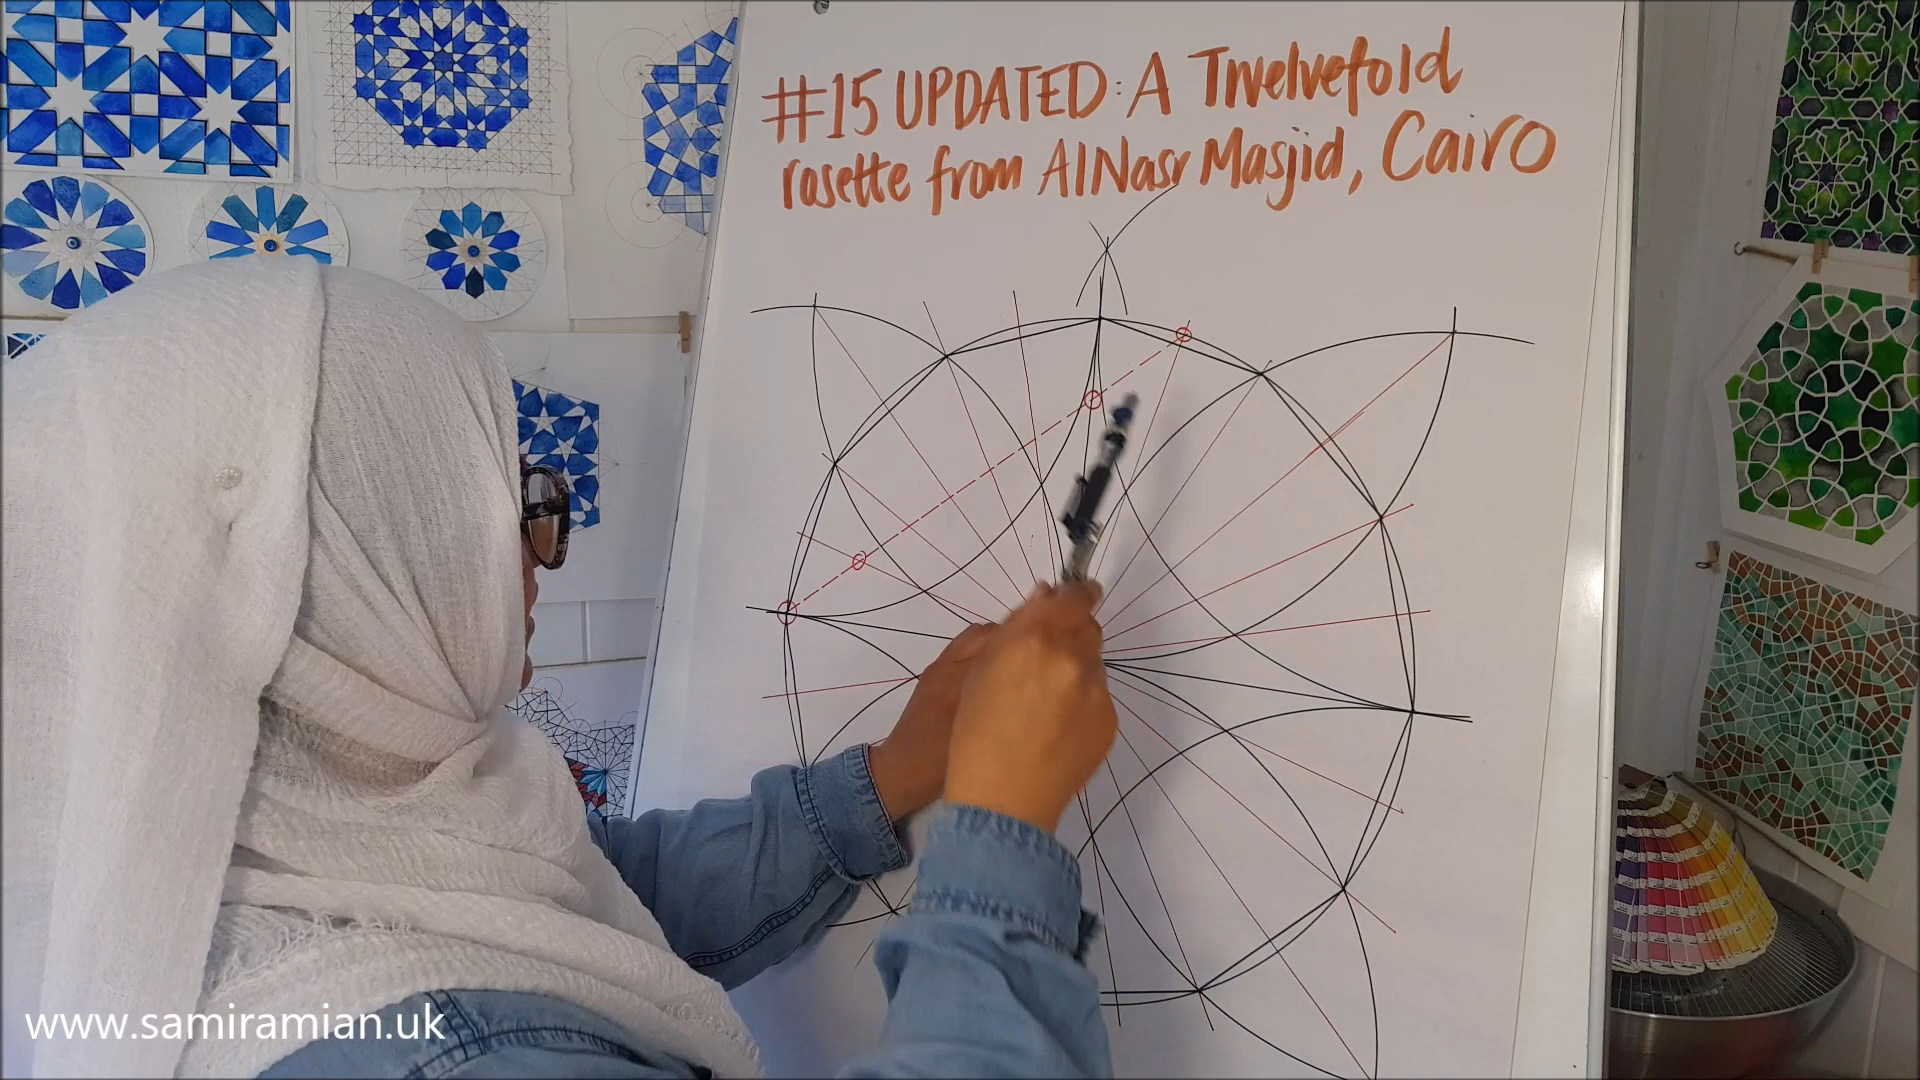 #15 UPDATED: A Twelvefold
rosette from AlNasr Masjid, Cairo
www.samiramian.uk